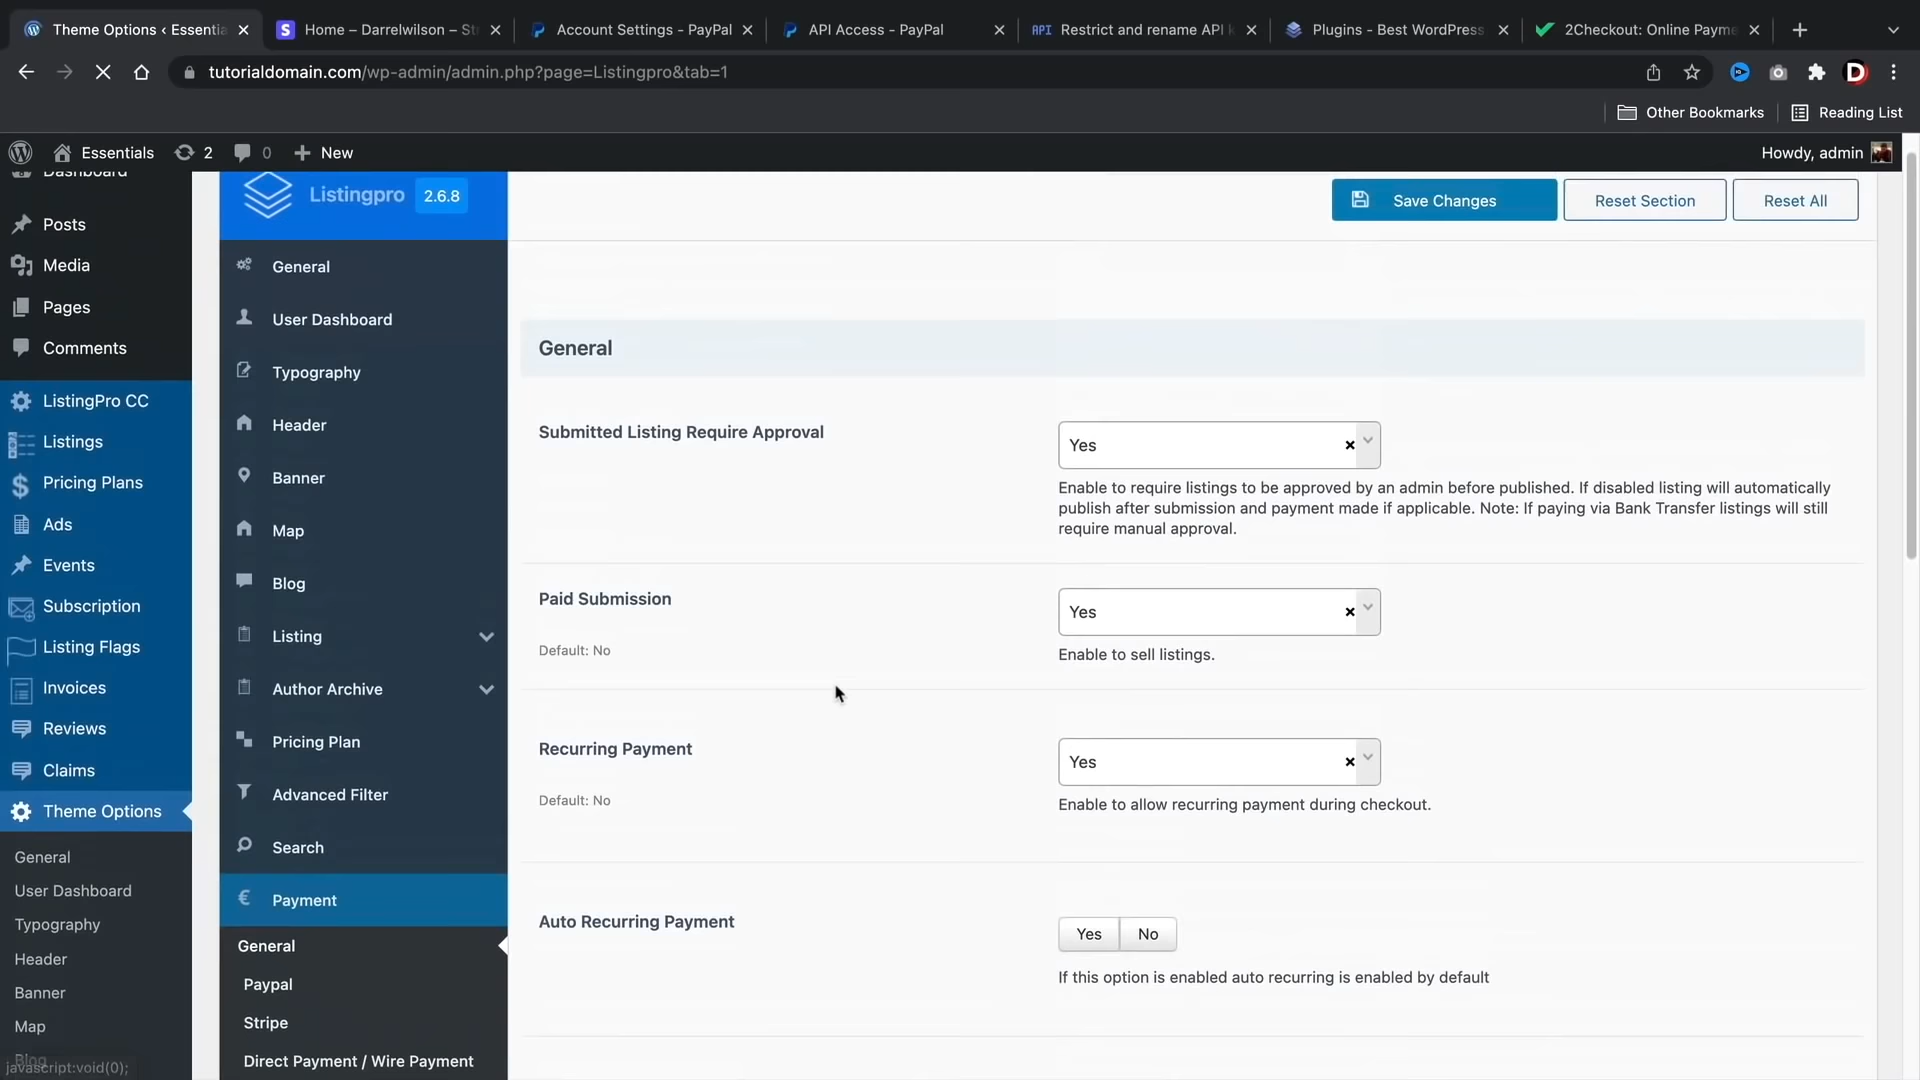 Theme Options ‹ Essentia
Home – Darrelwilson – St
Account Settings - PayPal
API Access - PayPal
API
Restrict and rename API k
Plugins - Best WordPress
2Checkout: Online Payme
tutorialdomain.com/wp-admin/admin.php?page=Listingpro&tab=1
Other Bookmarks
Reading List
Essentials
2
0
New
Howdy, admin
Dashboard
Posts
Media
Pages
Comments
ListingPro CC
Listings
Pricing Plans
Ads
Events
Subscription
Listing Flags
Invoices
Reviews
Claims
Theme Options
General
User Dashboard
Typography
Header
Banner
Map
Blog
javascript:void(0);
Listingpro 2.6.8
General
User Dashboard
Typography
Header
Banner
Map
Blog
Listing
Author Archive
Pricing Plan
Advanced Filter
Search
Payment
General
Paypal
Stripe
Direct Payment / Wire Payment
Save Changes
Reset Section
Reset All
General
Submitted Listing Require Approval
Yes
Enable to require listings to be approved by an admin before published. If disabled listing will automatically
publish after submission and payment made if applicable. Note: If paying via Bank Transfer listings will still
require manual approval.
Paid Submission
Default: No
Yes
Enable to sell listings.
Recurring Payment
Default: No
Yes
Enable to allow recurring payment during checkout.
Auto Recurring Payment
Yes
No
If this option is enabled auto recurring is enabled by default